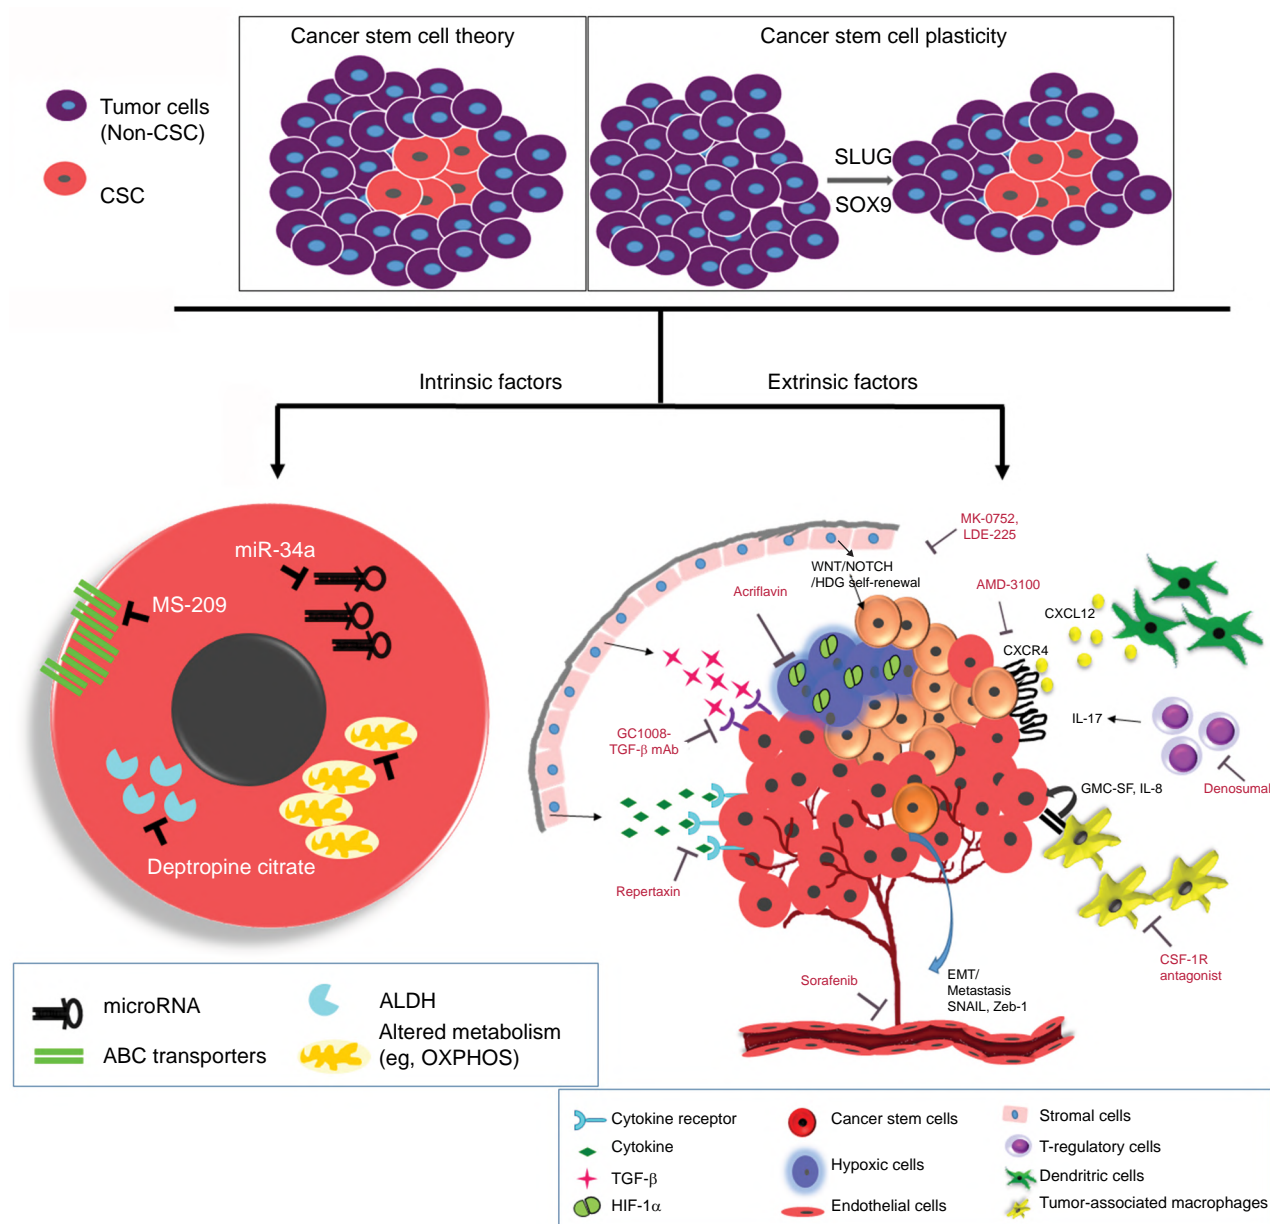 Cancer stem cell theory
Cancer stem cell plasticity
Tumor cells
(Non-CSC)
CSC
SLUG
SOX9
Intrinsic factors
Extrinsic factors
miR-34a
MS-209
Deptropine citrate
MK-0752,
LDE-225
WNT/NOTCH
/HDG self-renewal
Acriflavin
AMD-3100
CXCL12
CXCR4
IL-17
GC1008-
TGF-β mAb
Denosumal
GMC-SF, IL-8
Repertaxin
CSF-1R
antagonist
Sorafenib
EMT/
Metastasis
SNAIL, Zeb-1
microRNA
ALDH
ABC transporters
Altered metabolism
(eg, OXPHOS)
Cytokine receptor
Cancer stem cells
Stromal cells
Cytokine
T-regulatory cells
TGF-β
Hypoxic cells
Dendritric cells
HIF-1α
Endothelial cells
Tumor-associated macrophages